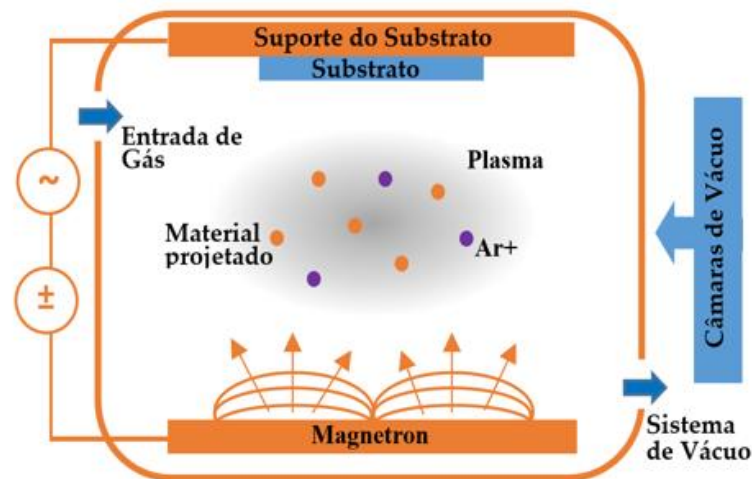 Suporte do Substrato
Substrato
Entrada de
Gás
Plasma
Material
projetado
Ar+
Câmaras de Vácuo
~
±
Magnetron
Sistema
de Vácuo